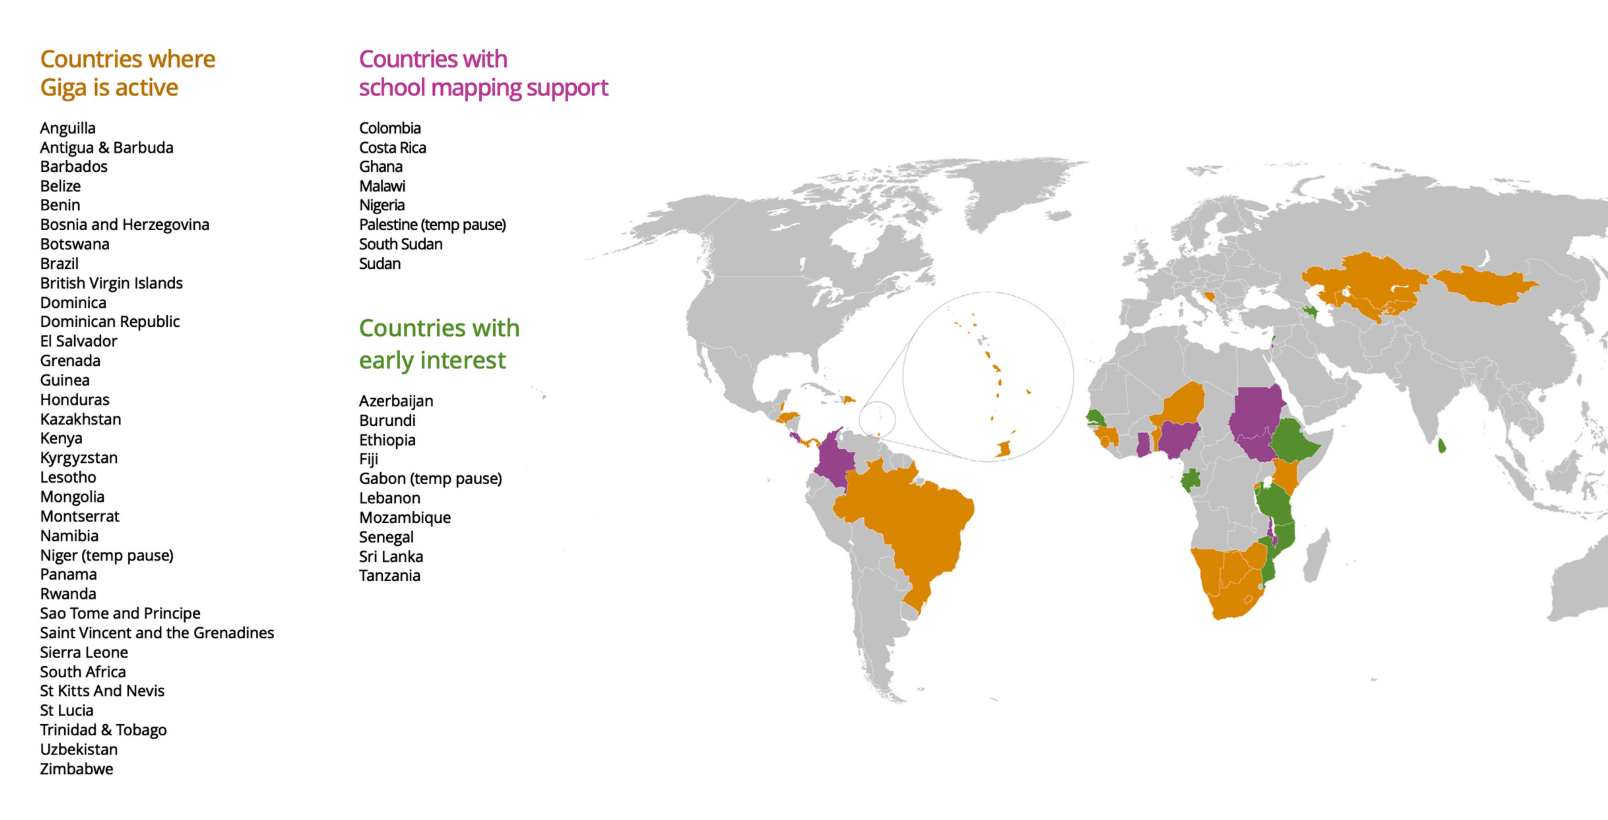 Countries where
Giga is active
Anguilla
Antigua & Barbuda
Barbados
Belize
Benin
Bosnia and Herzegovina
Botswana
Brazil
British Virgin Islands
Dominica
Dominican Republic
El Salvador
Grenada
Guinea
Honduras
Kazakhstan
Kenya
Kyrgyzstan
Lesotho
Mongolia
Montserrat
Namibia
Niger (temp pause)
Panama
Rwanda
Sao Tome and Principe
Saint Vincent and the Grenadines
Sierra Leone
South Africa
St Kitts And Nevis
St Lucia
Trinidad & Tobago
Uzbekistan
Zimbabwe
Countries with
school mapping support
Colombia
Costa Rica
Ghana
Malawi
Nigeria
Palestine (temp pause)
South Sudan
Sudan
Countries with
early interest
Azerbaijan
Burundi
Ethiopia
Fiji
Gabon (temp pause)
Lebanon
Mozambique
Senegal
Sri Lanka
Tanzania